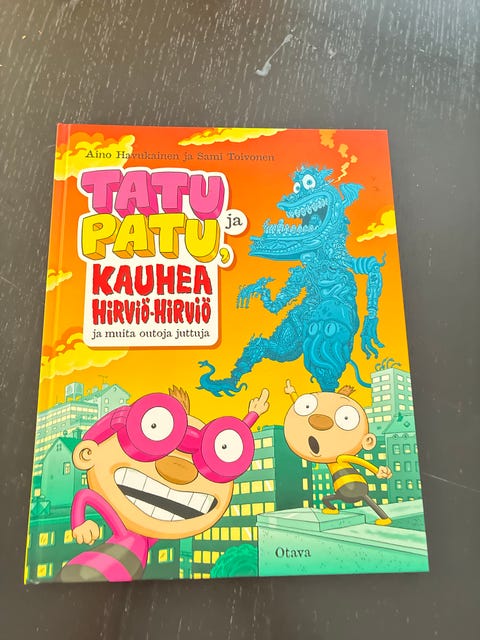 Aino Havukainen ja Sami Toivonen
TATU
ja
PATU,
KAUHEA
HiRViÖ-HiRViÖ
ja muita outoja juttuja
Otava